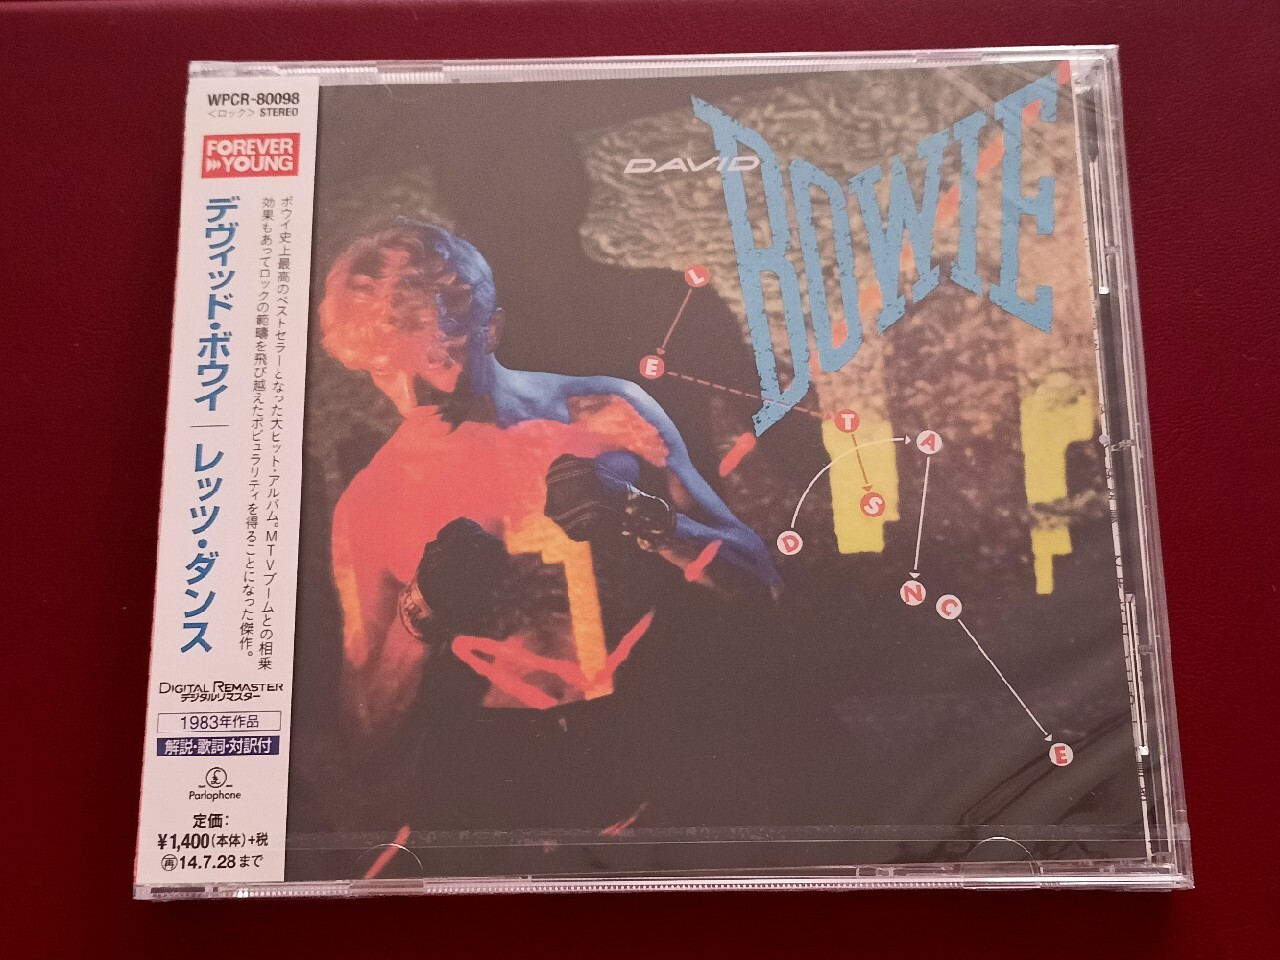 WPCR-80098
<ロック> STEREO
FOREVER
YOUNG
デヴィッド・ボウイ│レッツ・ダンス
ボウイ史上最高のベストセラーとなった大ヒット・アルバム。MTVブームとの相乗
効果もあってロックの範疇を飛び越えたポピュラリティを得ることになった傑作。
DIGITAL REMASTER
デジタルリマスター
1983年作品
解説・歌詞・対訳付
£
Parlophone
定価:
¥1,400(本体)+税
再14.7.28まで
DAVID
BOWIE
L
E
T
S
D
A
N
C
E